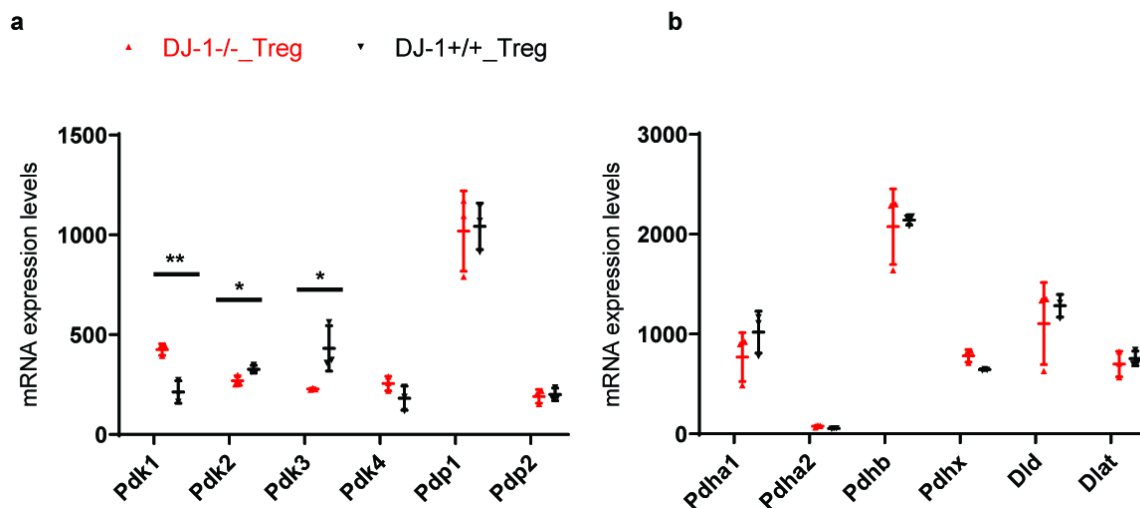 a
b
DJ-1-/-_Treg
DJ-1+/+_Treg
mRNA expression levels
1500
1000
500
0
**
*
*
Pdk1
Pdk2
Pdk3
Pdk4
Pdp1
Pdp2
mRNA expression levels
3000
2000
1000
0
Pdha1
Pdha2
Pdhb
Pdhx
Dld
Dlat